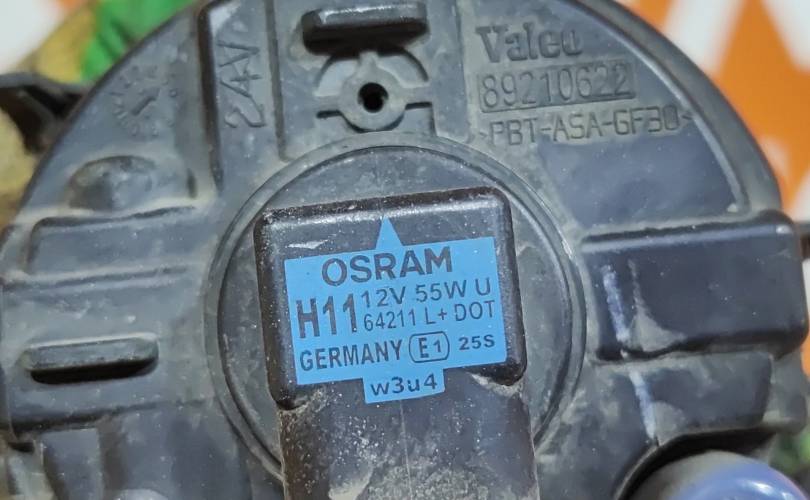 24V
Valeo
89210622
>PBT-ASA-GF30<
OSRAM
H11 12V 55W U
64211 L+ DOT
GERMANY E1 25S
w3u4